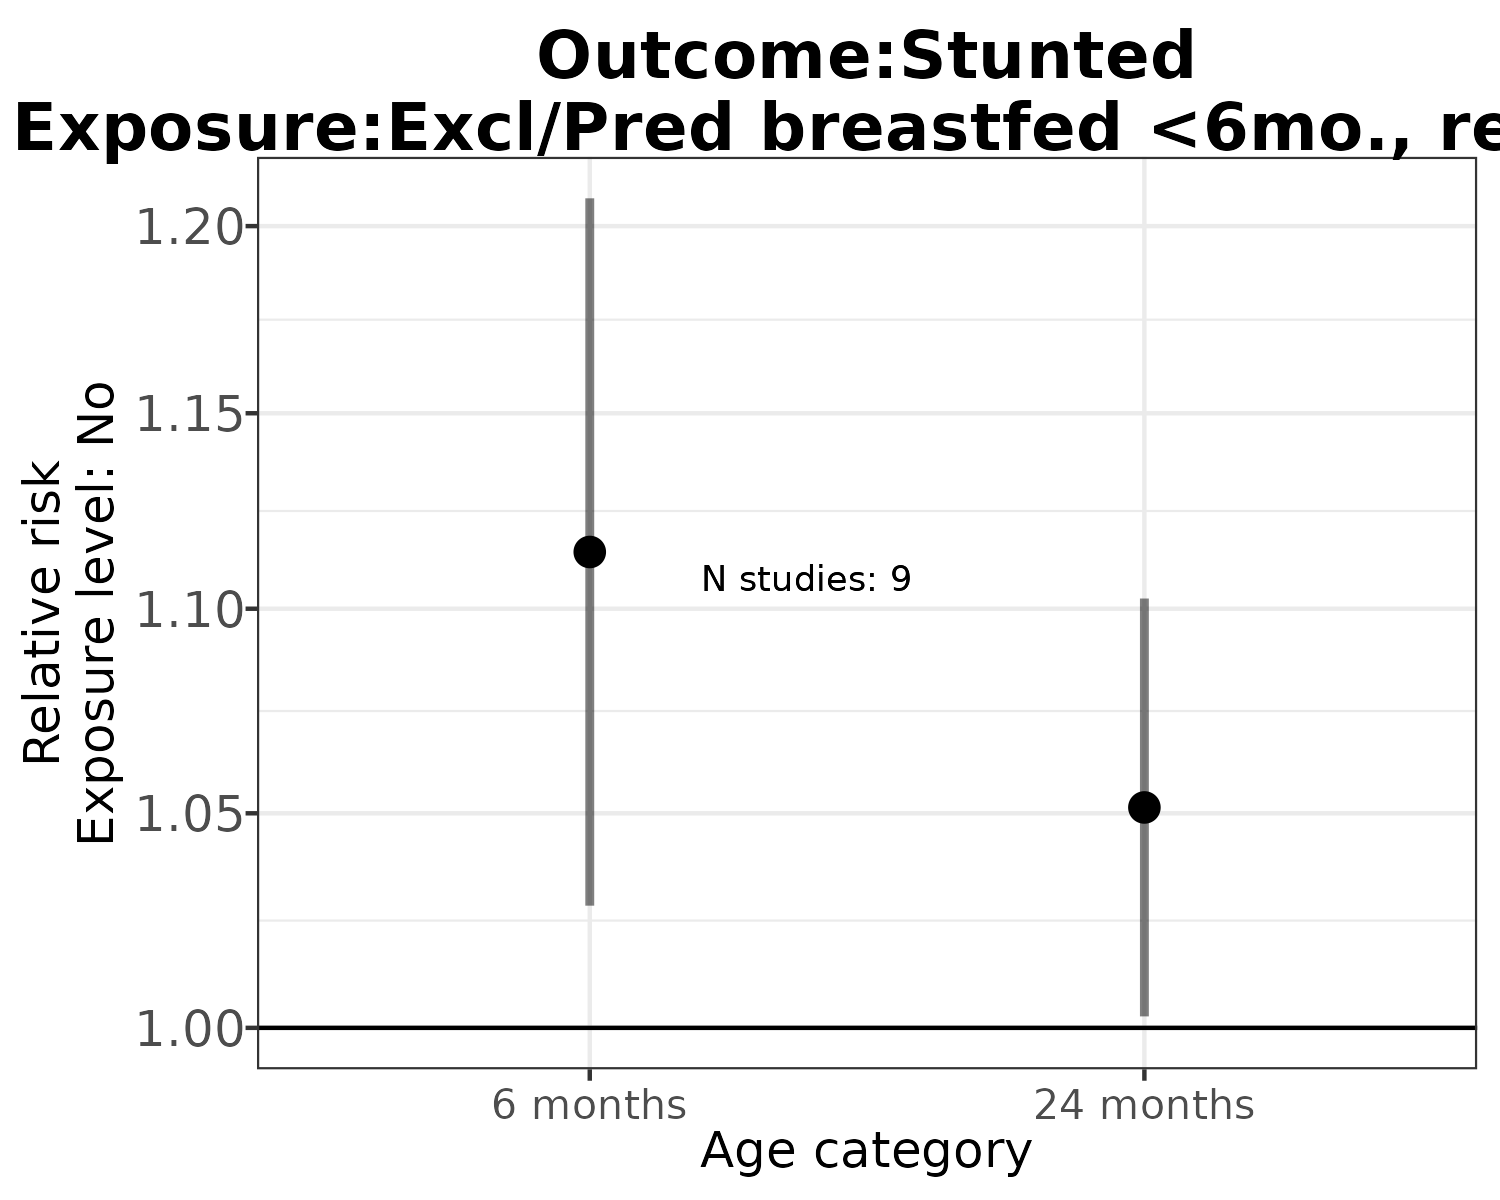 Outcome:Stunted
Exposure:Excl/Pred breastfed <6mo.,
1.20
1.15
1.10
1.05
1.00
Relative risk
Exposure level: No
N studies: 9
6 months
24 months
Age category